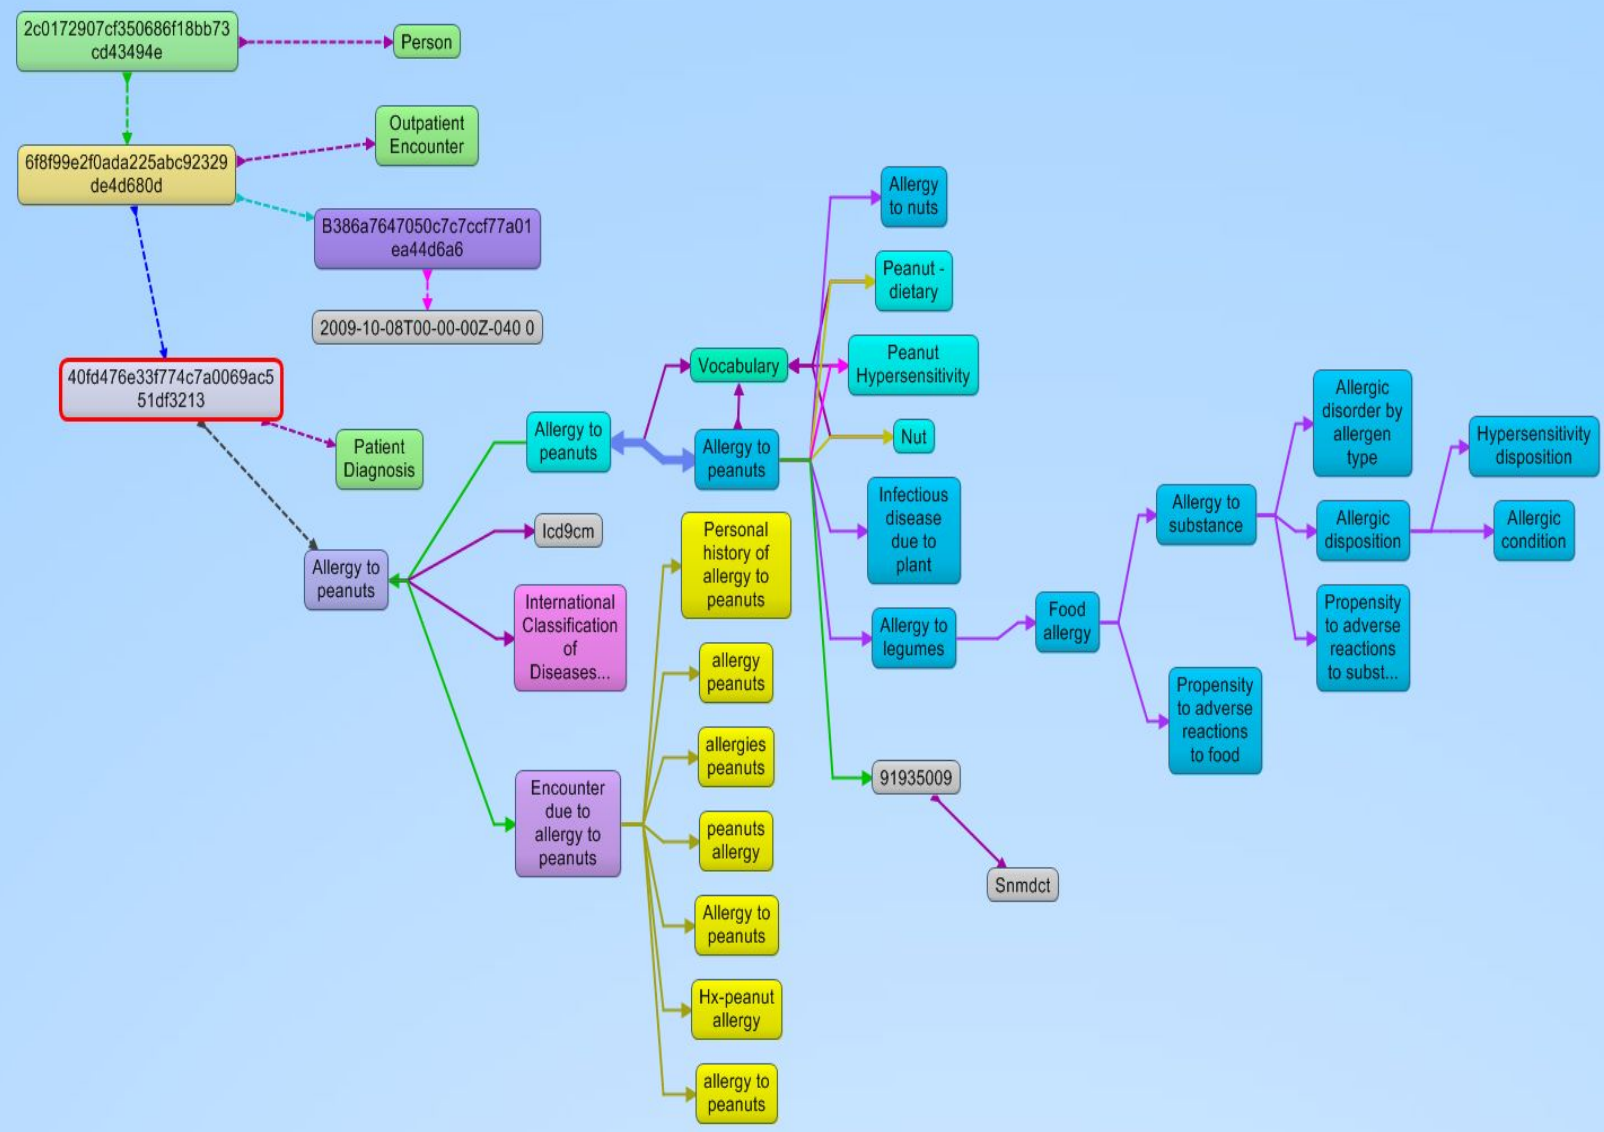 2c0172907cf350686f18bb73
cd43494e
Person
Outpatient
Encounter
6f8f99e2f0ada225abc92329
de4d680d
B386a7647050c7c7ccf77a01
ea44d6a6
2009-10-08T00-00-00Z-040 0
40fd476e33f774c7a0069ac5
51df3213
Patient
Diagnosis
Allergy to
peanuts
Allergy to
peanuts
Icd9cm
International
Classification
of
Diseases...
Encounter
due to
allergy to
peanuts
Vocabulary
Allergy to
peanuts
Personal
history of
allergy to
peanuts
allergy
peanuts
allergies
peanuts
peanuts
allergy
Allergy to
peanuts
Hx-peanut
allergy
allergy to
peanuts
Allergy
to nuts
Peanut -
dietary
Peanut
Hypersensitivity
Nut
Infectious
disease
due to
plant
Allergy to
legumes
91935009
Snmdct
Food
allergy
Allergy to
substance
Propensity
to adverse
reactions
to food
Allergic
disorder by
allergen
type
Allergic
disposition
Propensity
to adverse
reactions
to subst...
Hypersensitivity
disposition
Allergic
condition